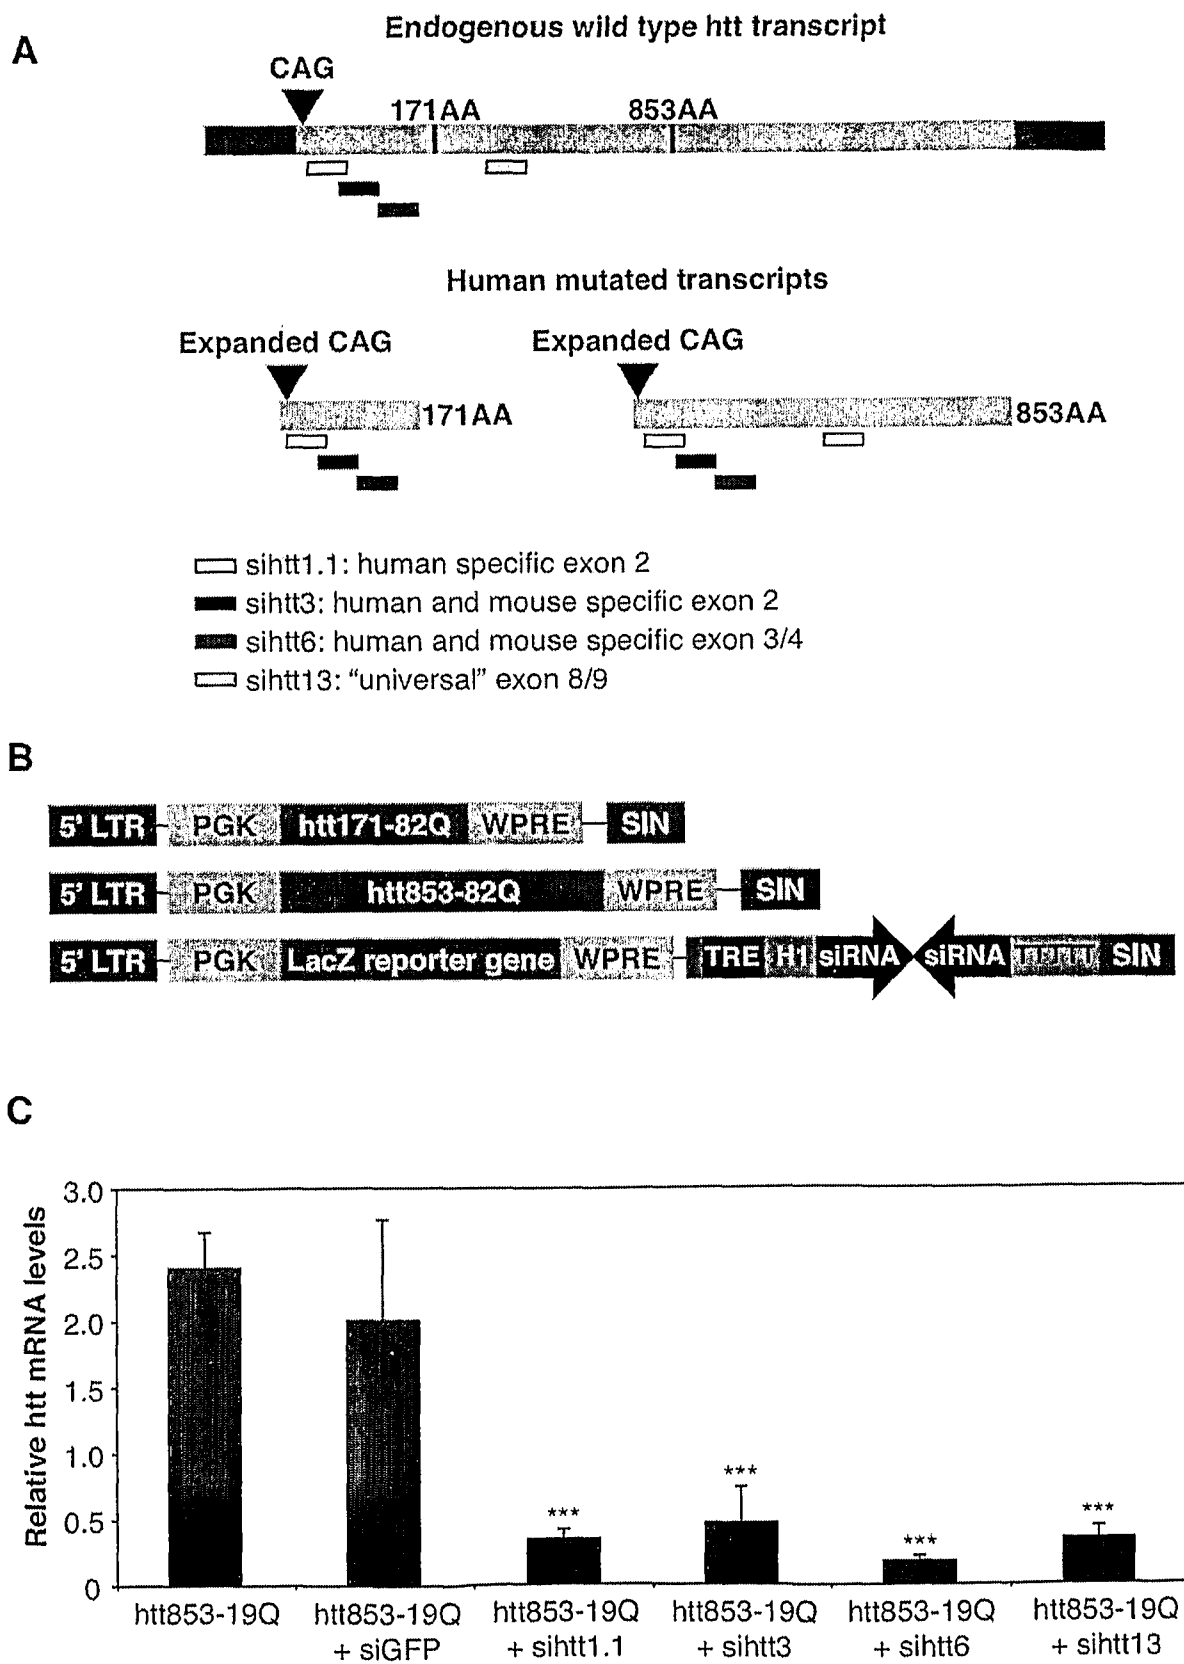 A
Endogenous wild type htt transcript
CAG
171AA
853AA
Human mutated transcripts
Expanded CAG
Expanded CAG
171AA
853AA
sihtt1.1: human specific exon 2
sihtt3: human and mouse specific exon 2
sihtt6: human and mouse specific exon 3/4
sihtt13: “universal” exon 8/9
B
5' LTR PGK htt171-82Q WPRE SIN
5' LTR PGK htt853-82Q WPRE SIN
5' LTR PGK LacZ reporter gene WPRE TRE H1 siRNA siRNA TTTTT SIN
C
Relative htt mRNA levels
3.0
2.5
2.0
1.5
1.0
0.5
0
***
***
***
***
htt853-19Q
htt853-19Q
+ siGFP
htt853-19Q
+ sihtt1.1
htt853-19Q
+ sihtt3
htt853-19Q
+ sihtt6
htt853-19Q
+ sihtt13